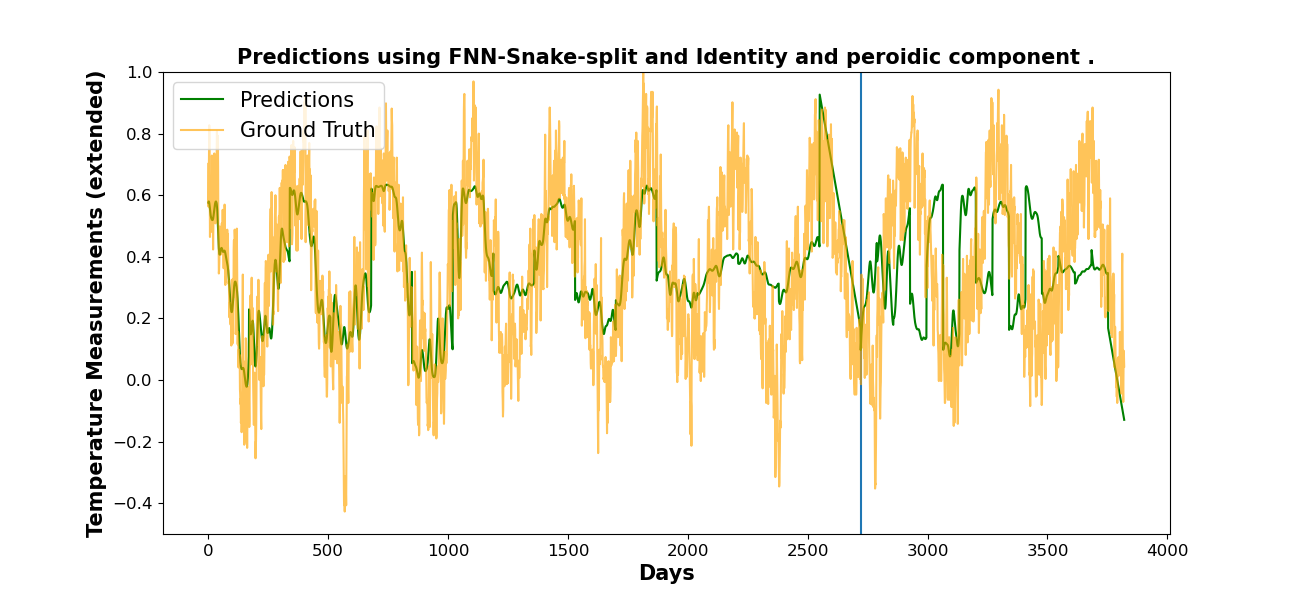 Predictions using FNN-Snake-split and Identity and peroidic component .
Temperature Measurements (extended)
1.0
0.8
0.6
0.4
0.2
0.0
−0.2
−0.4
Predictions
Ground Truth
0 500 1000 1500 2000 2500 3000 3500 4000
Days